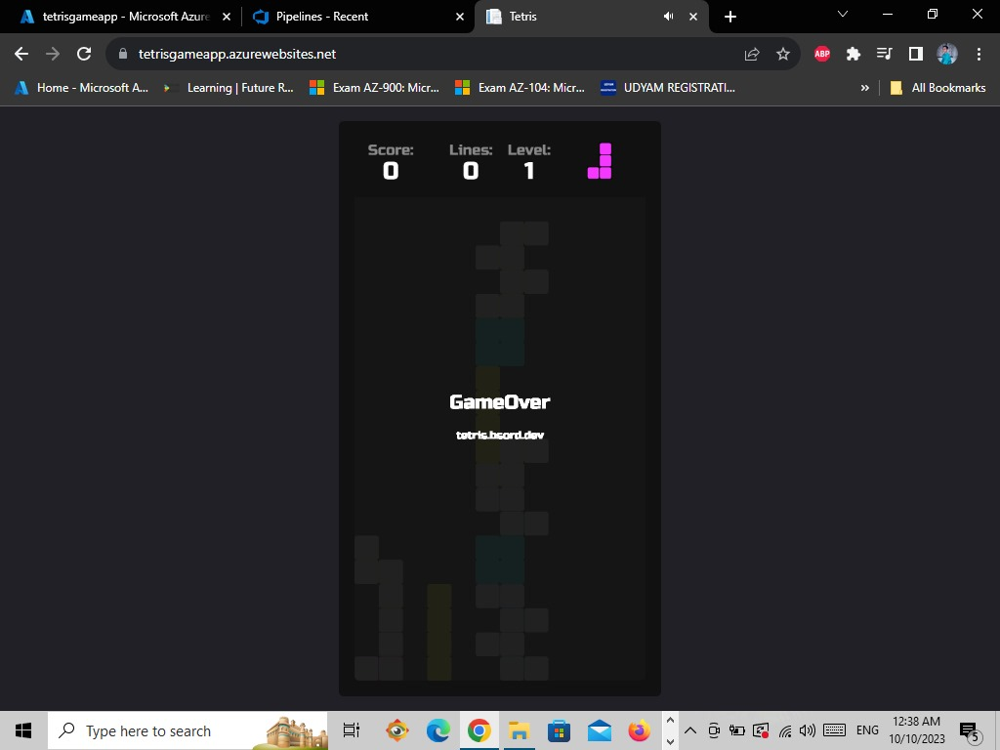 tetrisgameapp - Microsoft Azure
Pipelines - Recent
Tetris
tetrisgameapp.azurewebsites.net
ABP
Home - Microsoft A...
Learning | Future R...
Exam AZ-900: Micr...
Exam AZ-104: Micr...
UDYAM REGISTRATI...
»
All Bookmarks
Score: Lines: Level:
0 0 1
GameOver
tetris.bsord.dev
Type here to search
ENG
12:38 AM
10/10/2023
5